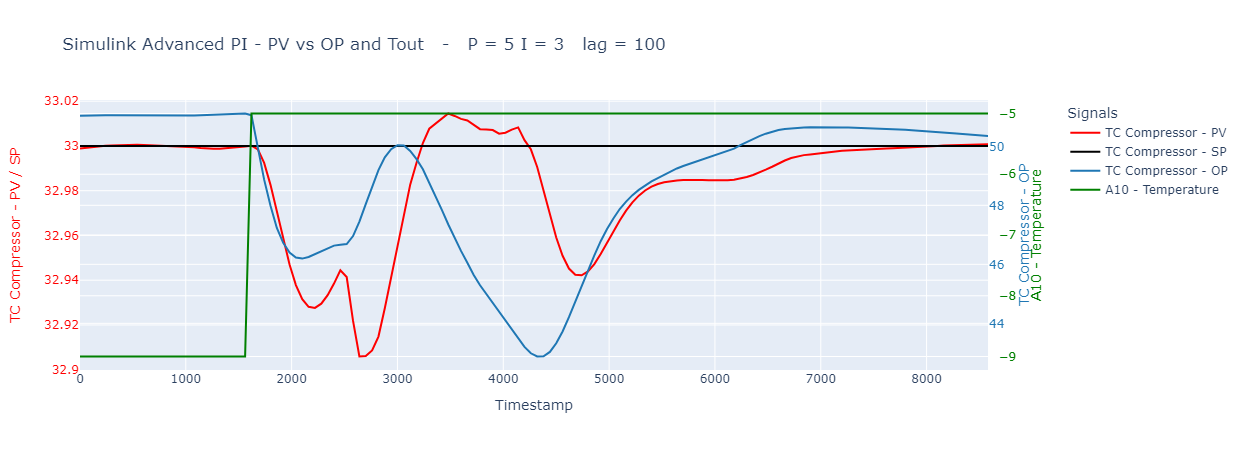 Simulink Advanced PI - PV vs OP and Tout - P = 5 I = 3 lag = 100
TC Compressor - PV / SP
33.02
33
32.98
32.96
32.94
32.92
32.9
0
1000
2000
3000
4000
5000
6000
7000
8000
Timestamp
50
48
46
44
TC Compressor - OP
−5
−6
−7
−8
−9
A10 - Temperature
Signals
TC Compressor - PV
TC Compressor - SP
TC Compressor - OP
A10 - Temperature